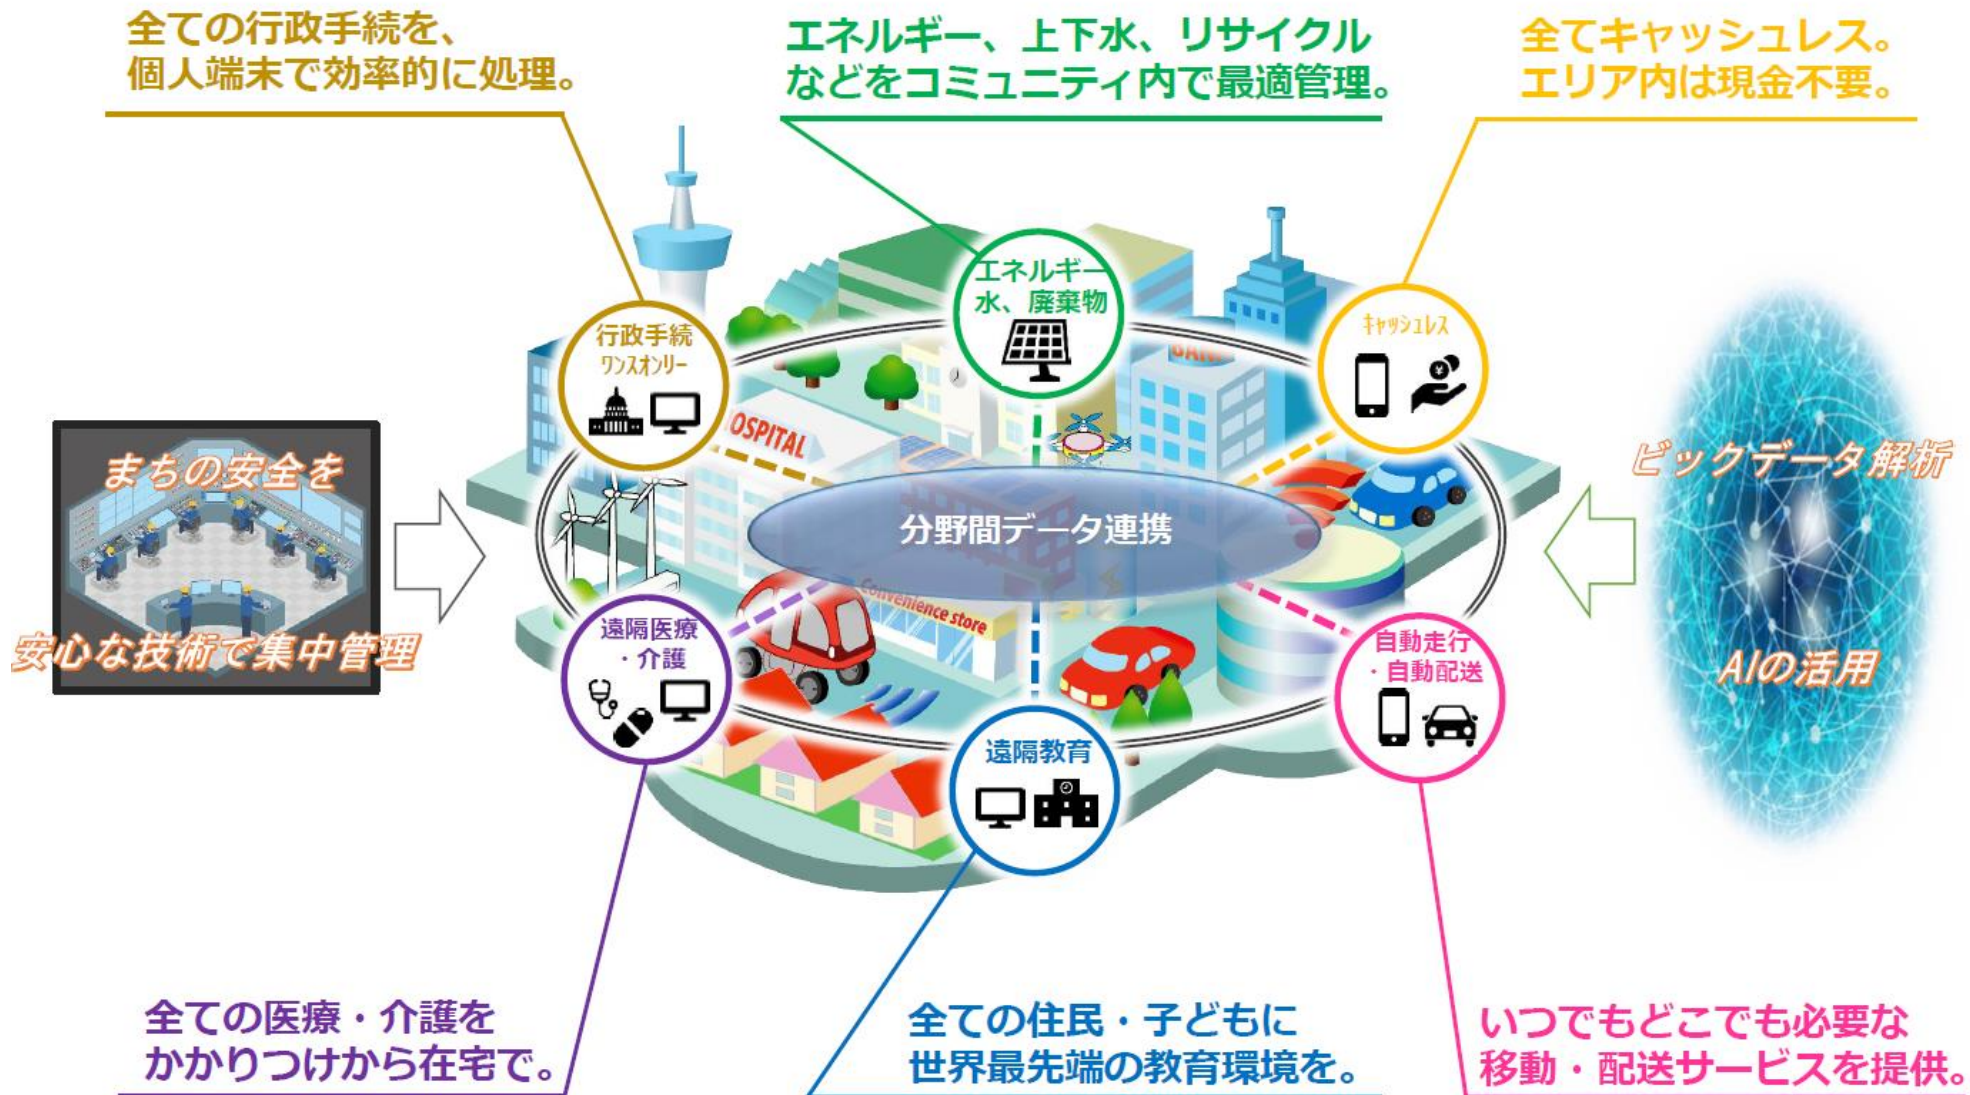 全ての行政手続を、
個人端末で効率的に処理。
エネルギー、上下水、リサイクル
などをコミュニティ内で最適管理。
全てキャッシュレス。
エリア内は現金不要。
エネルギー
水、廃棄物
行政手続
ﾜﾝｽｵﾝﾘｰ
ｷｬｯｼｭﾚｽ
BANK
HOSPITAL
まちの安全を
安心な技術で集中管理
ビックデータ解析
AIの活用
分野間データ連携
Convenience store
遠隔医療
・介護
自動走行
・自動配送
遠隔教育
全ての医療・介護を
かかりつけから在宅で。
全ての住民・子どもに
世界最先端の教育環境を。
いつでもどこでも必要な
移動・配送サービスを提供。